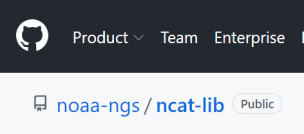 Product Team Enterprise
noaa-ngs / ncat-lib Public